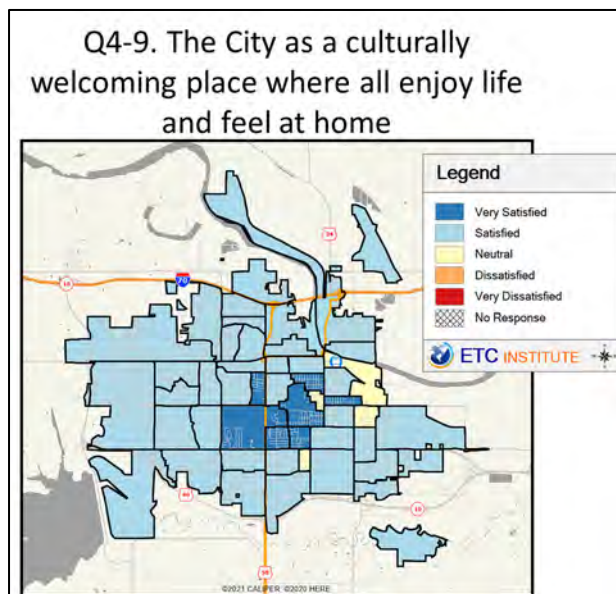 Q4-9. The City as a culturally
welcoming place where all enjoy life
and feel at home
Legend
Very Satisfied
Satisfied
Neutral
Dissatisfied
Very Dissatisfied
No Response
ETC INSTITUTE
70
©2021 CALIPER ©2020 HERE